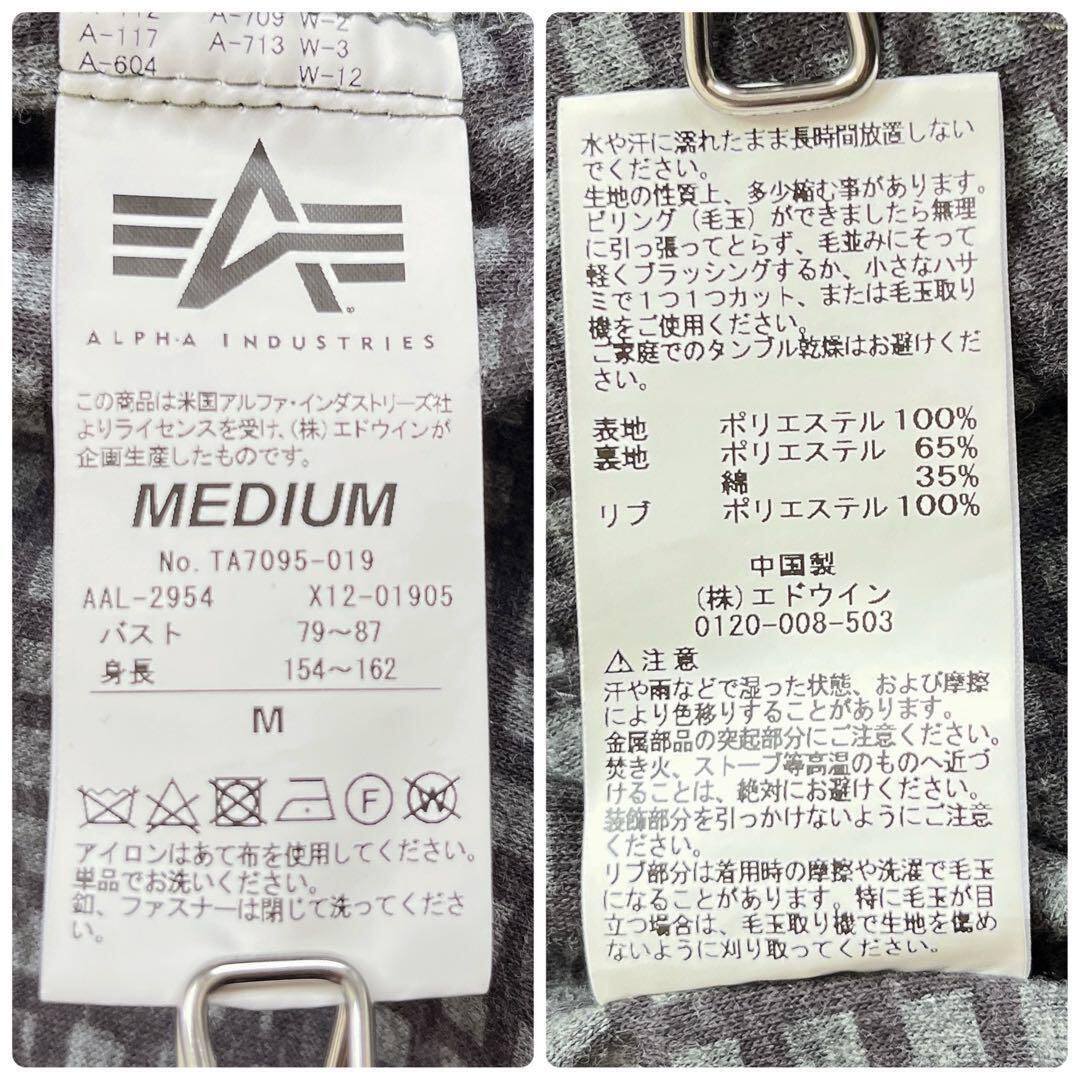 A-112 A-709 W-2
A-117 A-713 W-3
A-604 W-12
ALPHA INDUSTRIES
この商品は米国アルファ・インダストリーズ社
よりライセンスを受け、(株)エドウインが
企画生産したものです。
MEDIUM
No. TA7095-019
AAL-2954 X12-01905
バスト 79～87
身長 154～162
M
F
W
アイロンはあて布を使用してください。
単品でお洗いください。
釦、ファスナーは閉じて洗ってくださ
い。
水や汗に濡れたまま長時間放置しない
でください。
生地の性質上、多少縮む事があります。
ピリング（毛玉）ができましたら無理
に引っ張ってとらず、毛並みにそって
軽くブラッシングするか、小さなハサ
ミで1つ1つカット、または毛玉取り
機をご使用ください。
ご家庭でのタンブル乾燥はお避けくだ
さい。
表地 ポリエステル 100%
裏地 ポリエステル 65%
綿 35%
リブ ポリエステル 100%
中国製
(株)エドウイン
0120-008-503
⚠注意
汗や雨などで湿った状態、および摩擦
により色移りすることがあります。
金属部品の突起部分にご注意ください。
焚き火、ストーブ等高温のものへ近づ
けることは、絶対にお避けください。
装飾部分を引っかけないようにご注意
ください。
リブ部分は着用時の摩擦や洗濯で毛玉
になることがあります。特に毛玉が目
立つ場合は、毛玉取り機で生地を傷め
ないように刈り取ってください。